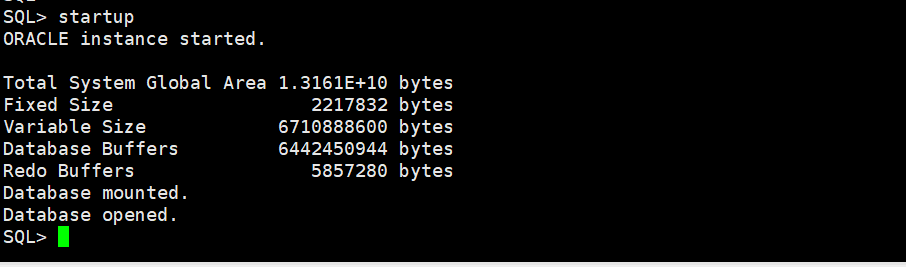 SQL> startup
ORACLE instance started.

Total System Global Area 1.3161E+10 bytes
Fixed Size                  2217832 bytes
Variable Size            6710888600 bytes
Database Buffers         6442450944 bytes
Redo Buffers                5857280 bytes
Database mounted.
Database opened.
SQL>